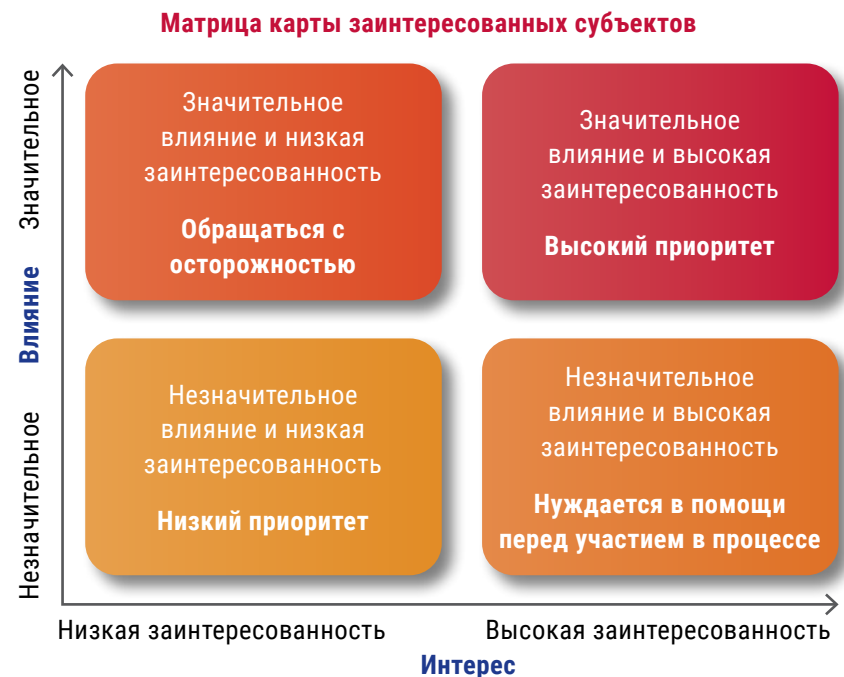 Матрица карты заинтересованных субъектов
Значительное
Влияние
Незначительное
Значительное
влияние и низкая
заинтересованность
Обращаться с
осторожностью
Значительное
влияние и высокая
заинтересованность
Высокий приоритет
Незначительное
влияние и низкая
заинтересованность
Низкий приоритет
Незначительное
влияние и высокая
заинтересованность
Нуждается в помощи
перед участием в процессе
Низкая заинтересованность
Высокая заинтересованность
Интерес